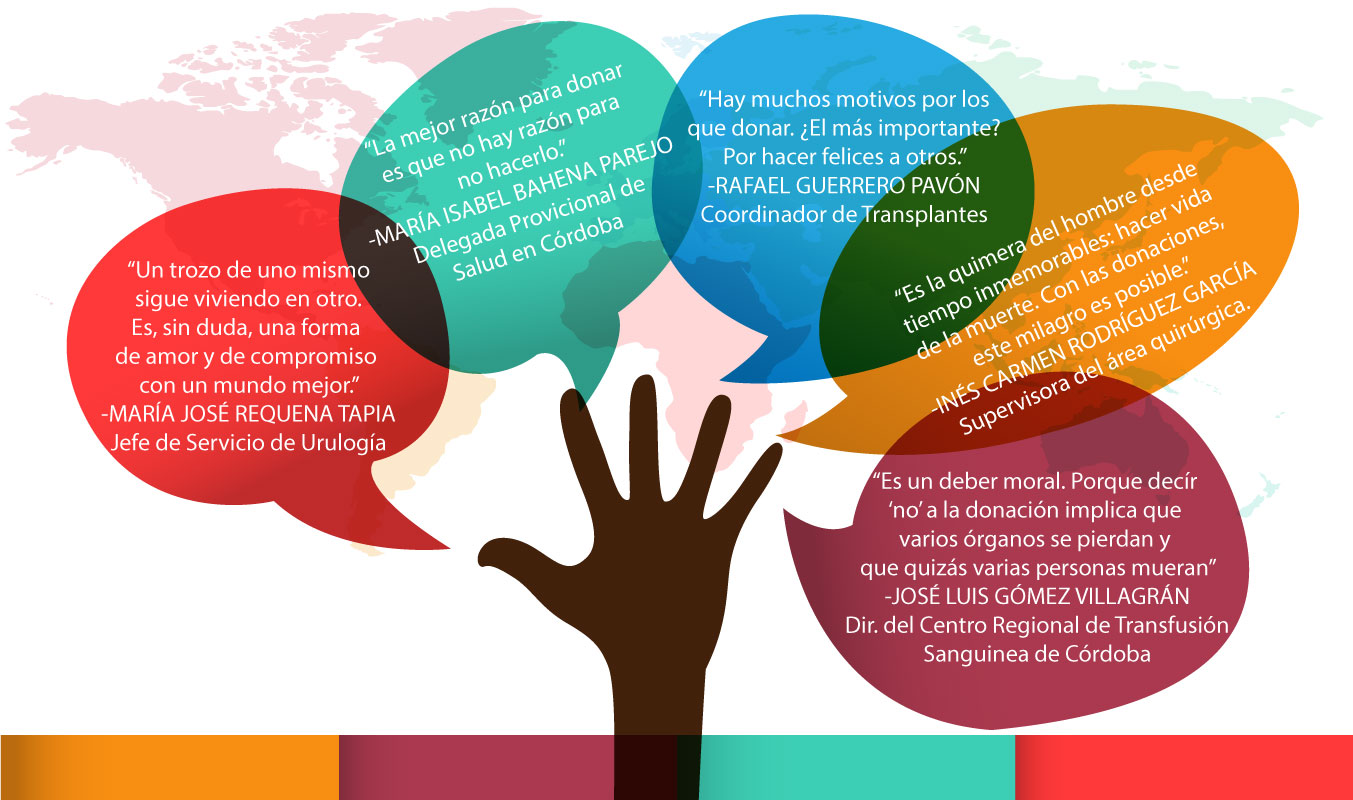 “Un trozo de uno mismo
sigue viviendo en otro.
Es, sin duda, una forma
de amor y de compromiso
con un mundo mejor.”
-MARÍA JOSÉ REQUENA TAPIA
Jefe de Servicio de Urulogía
“La mejor razón para donar
es que no hay razón para
no hacerlo.”
-MARÍA ISABEL BAHENA PAREJO
Delegada Provicional de
Salud en Córdoba
“Hay muchos motivos por los
que donar. ¿El más importante?
Por hacer felices a otros.”
-RAFAEL GUERRERO PAVÓN
Coordinador de Transplantes
“Es la quimera del hombre desde
tiempo inmemorables: hacer vida
de la muerte. Con las donaciones,
este milagro es posible.”
-INÉS CARMEN RODRÍGUEZ GARCÍA
Supervisora del área quirúrgica.
“Es un deber moral. Porque decír
‘no’ a la donación implica que
varios órganos se pierdan y
que quizás varias personas mueran”
-JOSÉ LUIS GÓMEZ VILLAGRÁN
Dir. del Centro Regional de Transfusión
Sanguinea de Córdoba